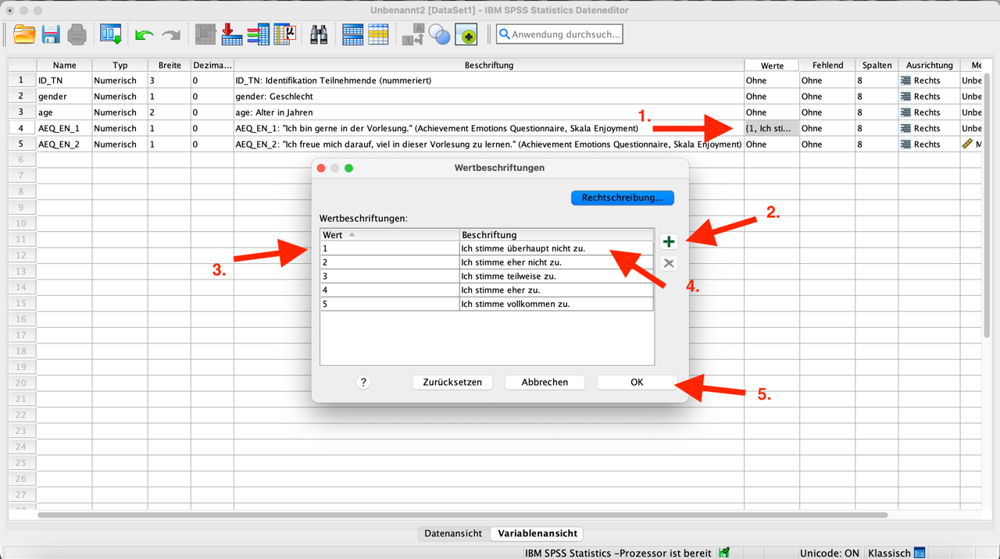 Unbenannt2 [DataSet1] - IBM SPSS Statistics Dateneditor
A
1
Anwendung durchsuch...
Name Typ Breite Dezima... Beschriftung Werte Fehlend Spalten Ausrichtung Me
1 ID_TN Numerisch 3 0 ID_TN: Identifikation Teilnehmende (nummeriert) Ohne Ohne 8 Rechts Unbe
2 gender Numerisch 1 0 gender: Geschlecht Ohne Ohne 8 Rechts Unbe
3 age Numerisch 2 0 age: Alter in Jahren Ohne Ohne 8 Rechts Unbe
1.
4 AEQ_EN_1 Numerisch 1 0 AEQ_EN_1: "Ich bin gerne in der Vorlesung." (Achievement Emotions Questionnaire, Skala Enjoyment) {1, Ich sti... Ohne 8 Rechts Unbe
5 AEQ_EN_2 Numerisch 1 0 AEQ_EN_2: "Ich freue mich darauf, viel in dieser Vorlesung zu lernen." (Achievement Emotions Questionnaire, Skala Enjoyment) Ohne Ohne 8 Rechts M
6
7
8
9
10
11
12
13
14
15
16
17
18
19
20
21
22
23
24
25
26
27
Wertbeschriftungen
Rechtschreibung...
Wertbeschriftungen:
2.
Wert Beschriftung
1 Ich stimme überhaupt nicht zu.
2 Ich stimme eher nicht zu.
3.
3 Ich stimme teilweise zu.
4 Ich stimme eher zu.
4.
5 Ich stimme vollkommen zu.
? Zurücksetzen Abbrechen OK
5.
Datenansicht Variablenansicht
IBM SPSS Statistics -Prozessor ist bereit Unicode: ON Klassisch